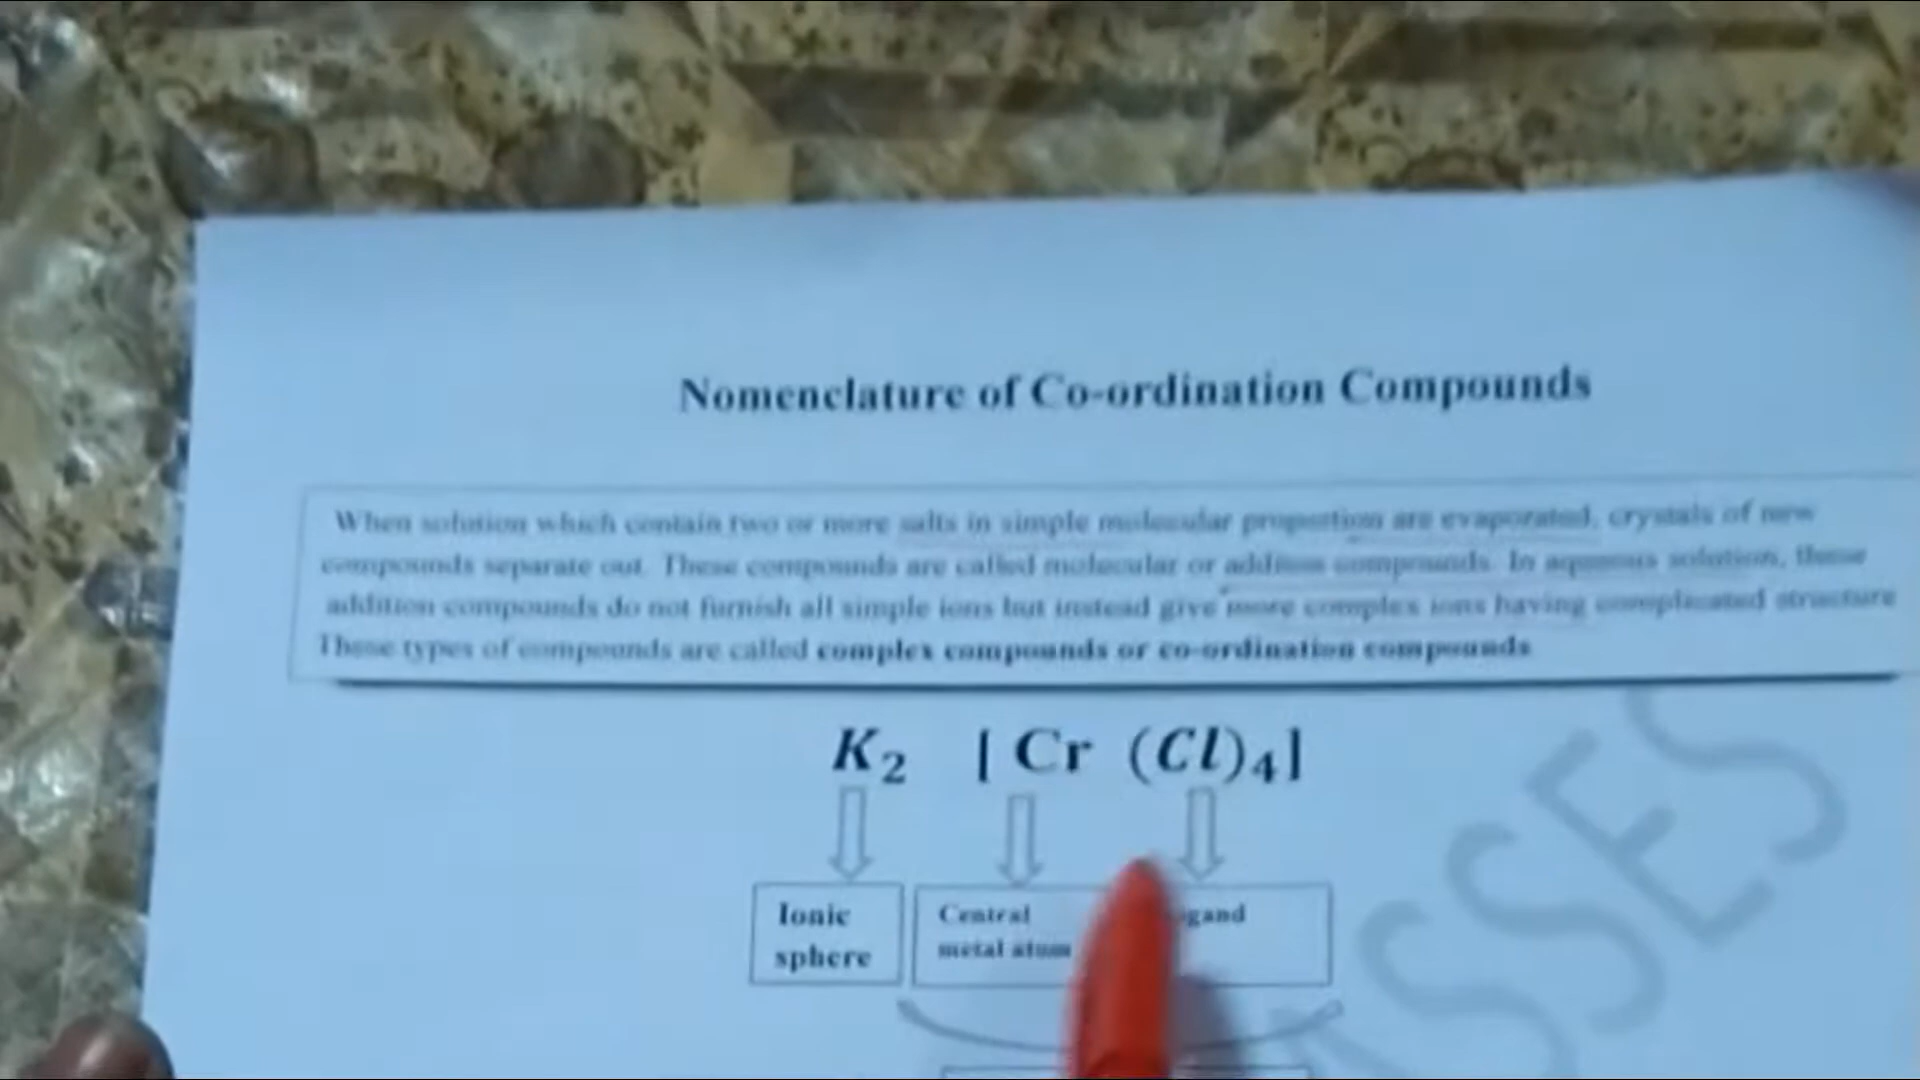 Nomenclature of Co-ordination Compounds
When solution which contain two or more salts in simple molecular proportion are evaporated, crystals of new
compounds separate out. These compounds are called molecular or addition compounds. In aqueous solution, these
addition compounds do not furnish all simple ions but instead give more complex ions having complicated structure
These types of compounds are called complex compounds or co-ordination compounds
K₂ [ Cr (Cl)₄]
Ionic
sphere
Central
metal atom
gand
SSES